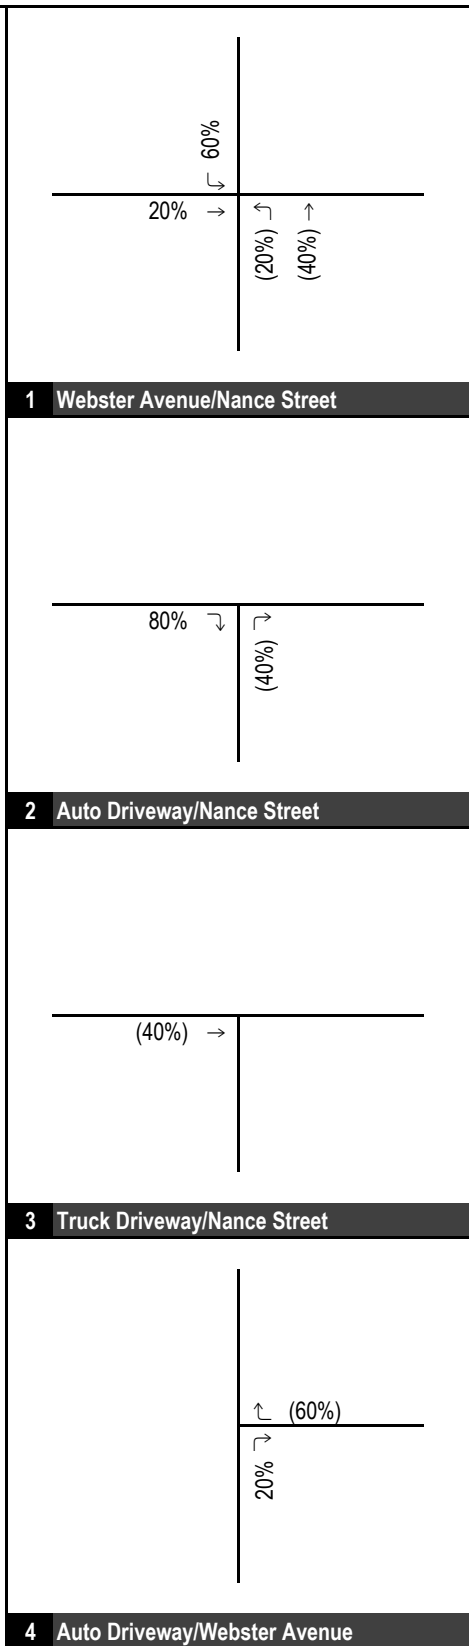 60%
20% → (20%) (40%)
1 Webster Avenue/Nance Street
80% (40%)
2 Auto Driveway/Nance Street
(40%) →
3 Truck Driveway/Nance Street
(60%)
20%
4 Auto Driveway/Webster Avenue